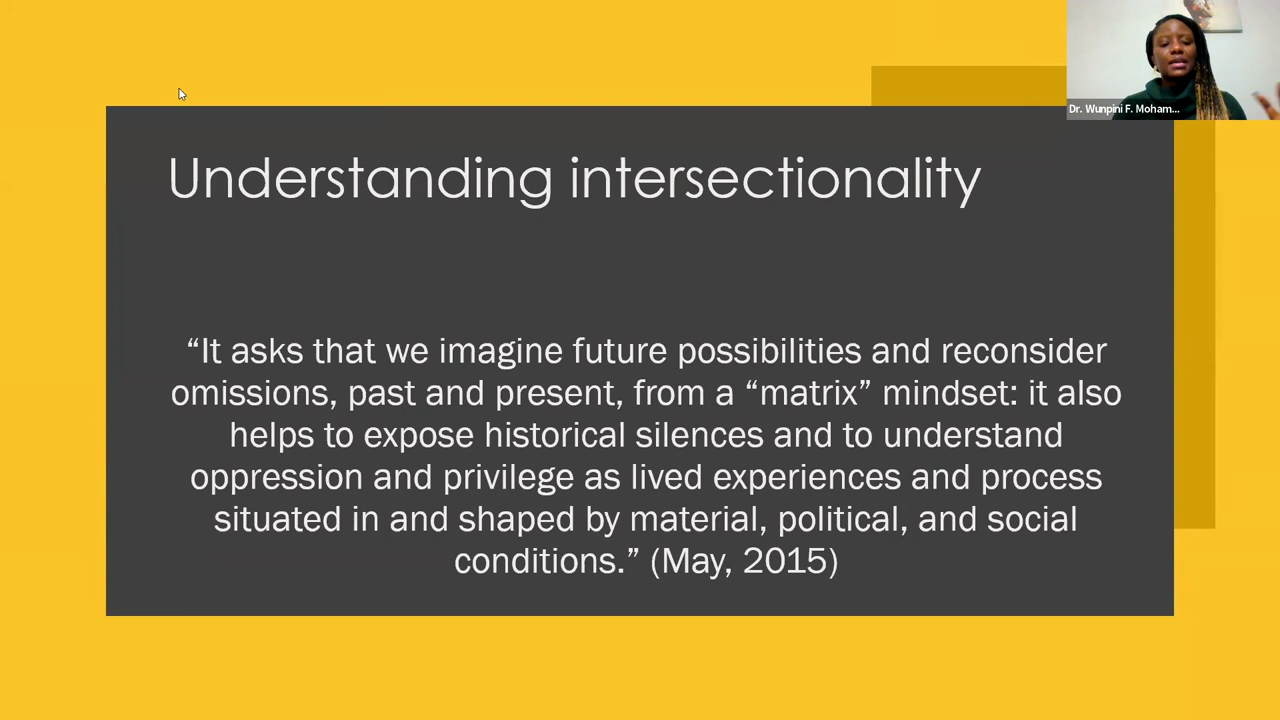 Dr. Wunpini F. Moham...
Understanding intersectionality
“It asks that we imagine future possibilities and reconsider
omissions, past and present, from a “matrix” mindset: it also
helps to expose historical silences and to understand
oppression and privilege as lived experiences and process
situated in and shaped by material, political, and social
conditions.” (May, 2015)